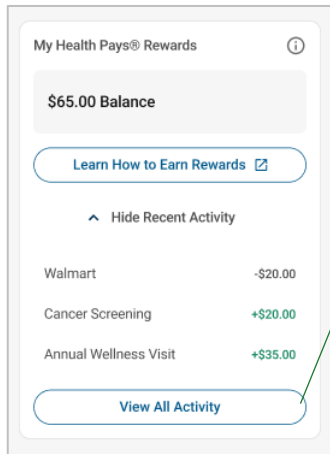 My Health Pays® Rewards
$65.00 Balance
Learn How to Earn Rewards
Hide Recent Activity
Walmart -$20.00
Cancer Screening +$20.00
Annual Wellness Visit +$35.00
View All Activity